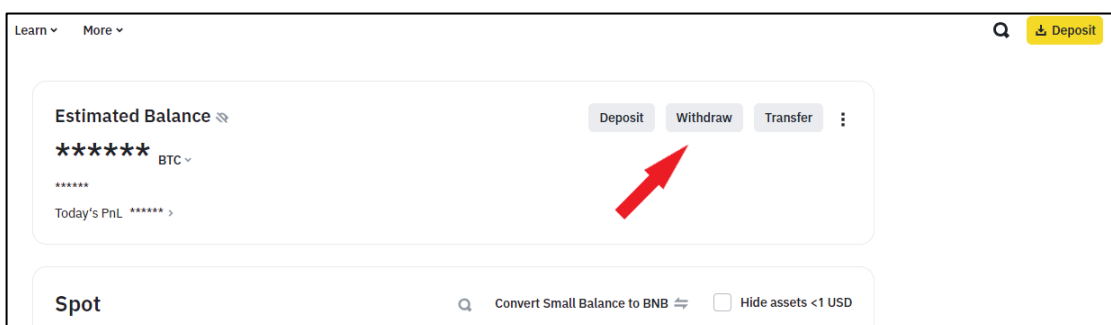 Learn More Deposit
Estimated Balance Deposit Withdraw Transfer
****** BTC
******
Today's PnL ******
Spot Convert Small Balance to BNB Hide assets <1 USD